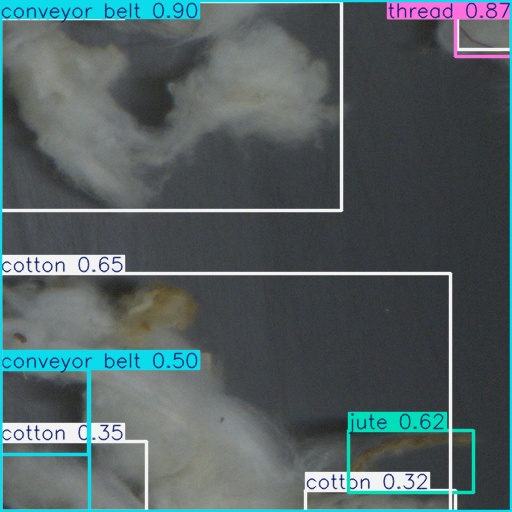 conveyor belt 0.90
thread 0.87
cotton 0.65
conveyor belt 0.50
jute 0.62
cotton 0.35
cotton 0.32